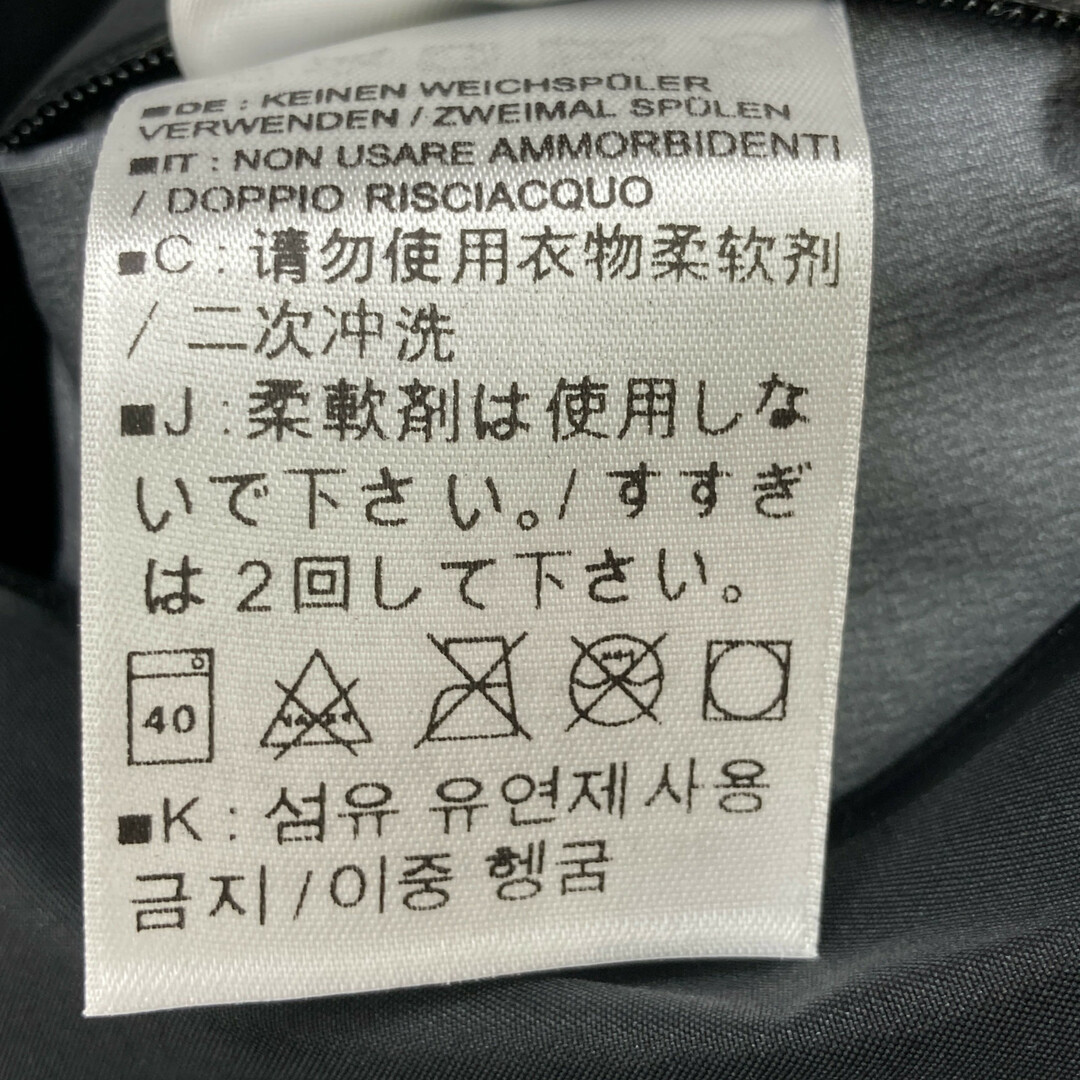 ■DE : KEINEN WEICHSPÜLER
VERWENDEN / ZWEIMAL SPÜLEN
■IT : NON USARE AMMORBIDENTI
/ DOPPIO RISCIACQUO
■C : 请勿使用衣物柔软剂
/ 二次冲洗
■J : 柔軟剤は使用しな
いで下さい。/ すすぎ
は2回して下さい。
40
■K : 섬유 유연제 사용
금지 / 이중 헹굼